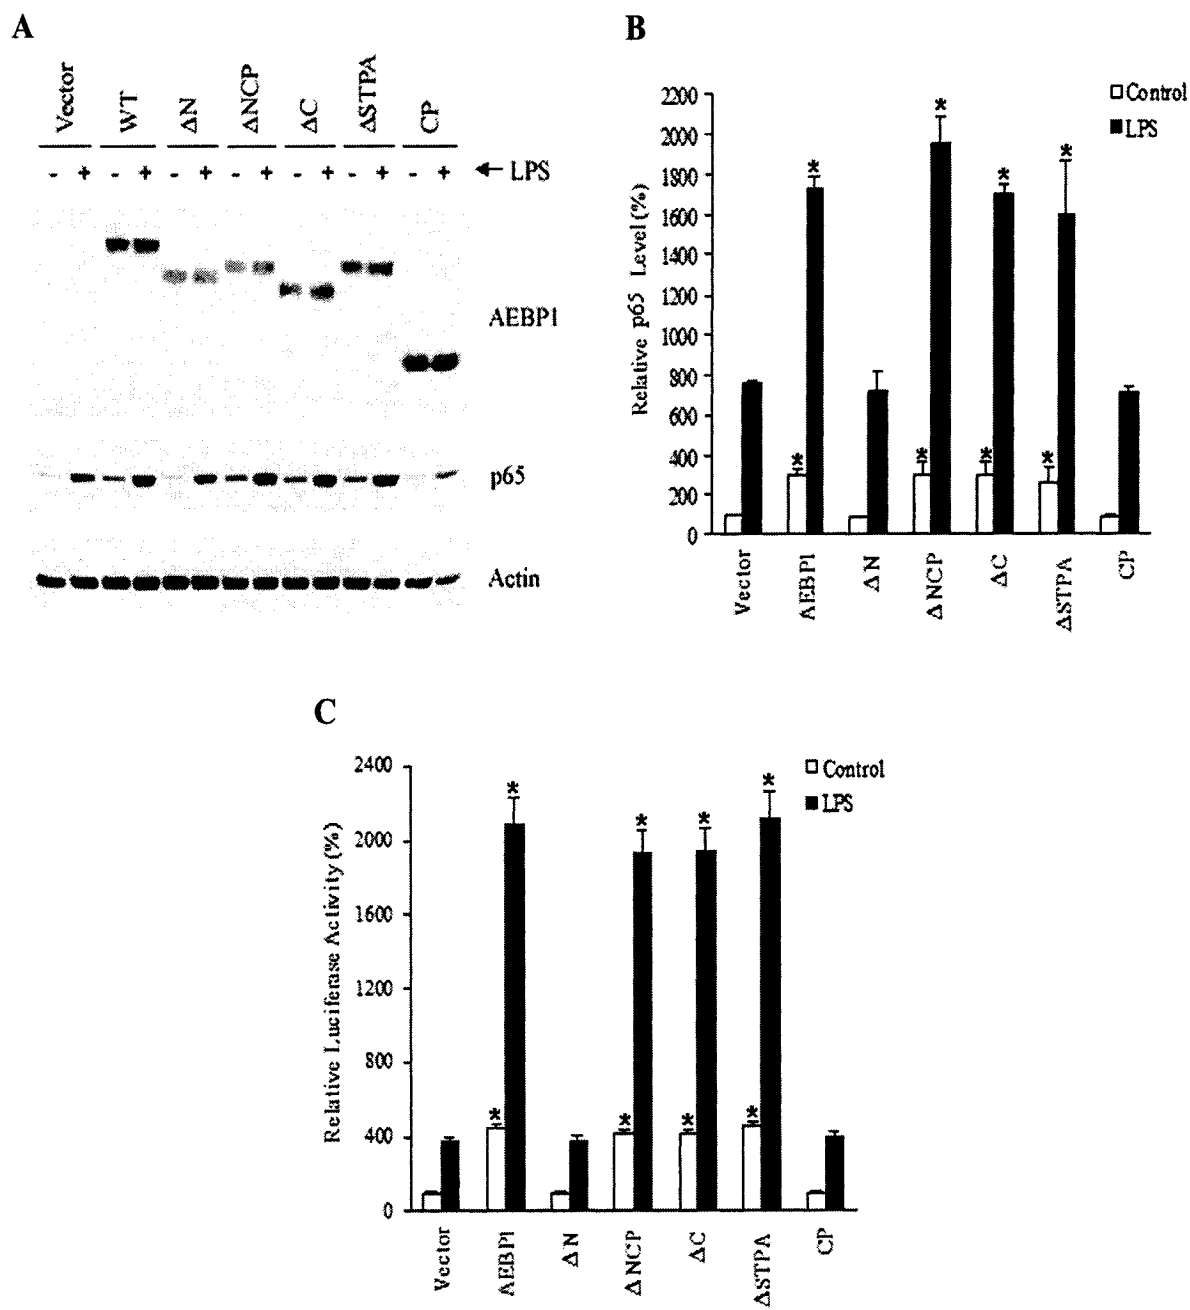 A
Vector WT ΔN ΔNCP ΔC ΔSTPA CP
- + - + - + - + - + - + - + ← LPS
AEBP1
p65
Actin
B
Relative p65 Level (%)
2200
2000
1800
1600
1400
1200
1000
800
600
400
200
0
Control
LPS
* * * * * * * *
Vector AEBP1 ΔN ΔNCP ΔC ΔSTPA CP
C
Relative Luciferase Activity (%)
2400
2000
1600
1200
800
400
0
Control
LPS
* * * * * * * *
Vector AEBP1 ΔN ΔNCP ΔC ΔSTPA CP